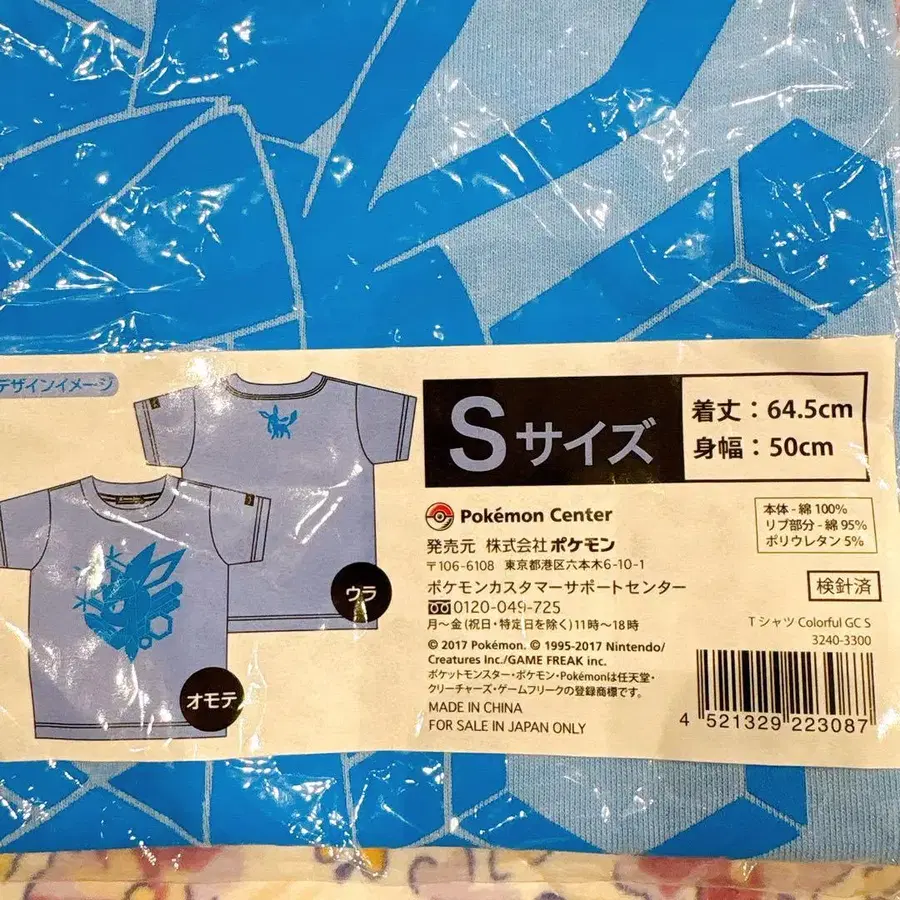 デザインイメージ
ウラ
オモテ
Sサイズ
着丈：64.5cm
身幅：50cm
Pokémon Center
発売元 株式会社ポケモン
〒106-6108 東京都港区六本木6-10-1
ポケモンカスタマーサポートセンター
0120-049-725
月〜金(祝日・特定日を除く)11時〜18時
© 2017 Pokémon. © 1995-2017 Nintendo/
Creatures Inc./GAME FREAK inc.
ポケットモンスター・ポケモン・Pokémonは任天堂・
クリーチャーズ・ゲームフリークの登録商標です。
MADE IN CHINA
FOR SALE IN JAPAN ONLY
本体 - 綿 100%
リブ部分 - 綿 95%
ポリウレタン 5%
検針済
Tシャツ Colorful GC S
3240-3300
4 521329 223087